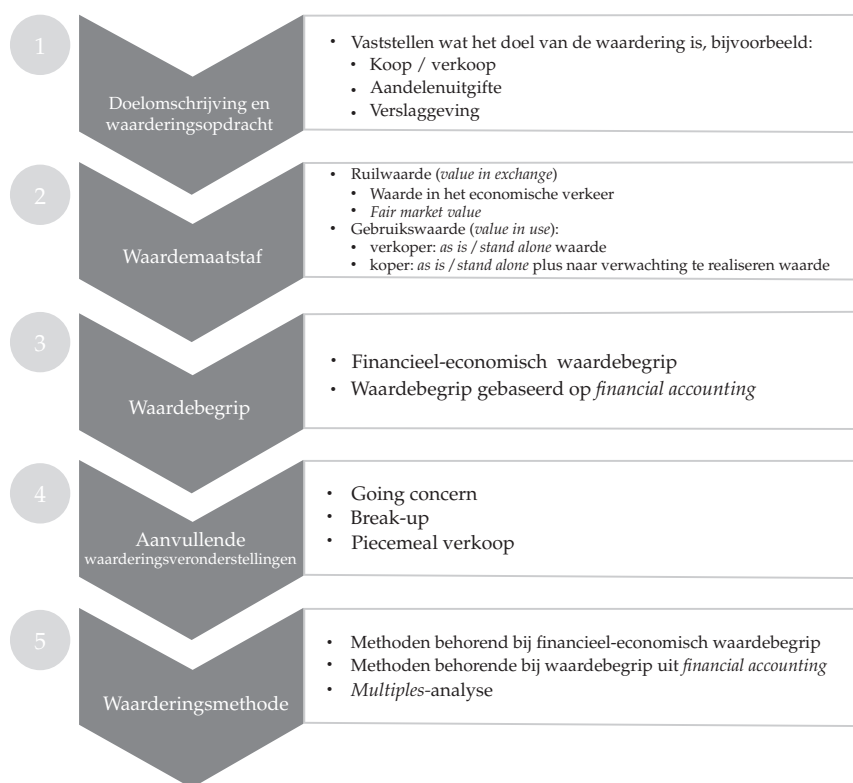 1
Doelomschrijving en
waarderingsopdracht
• Vaststellen wat het doel van de waardering is, bijvoorbeeld:
• Koop / verkoop
• Aandelenuitgifte
• Verslaggeving
2
Waardemaatstaf
• Ruilwaarde (value in exchange)
• Waarde in het economische verkeer
• Fair market value
• Gebruikswaarde (value in use):
• verkoper: as is / stand alone waarde
• koper: as is / stand alone plus naar verwachting te realiseren waarde
3
Waardebegrip
• Financieel-economisch waardebegrip
• Waardebegrip gebaseerd op financial accounting
4
Aanvullende
waarderingsveronderstellingen
• Going concern
• Break-up
• Piecemeal verkoop
5
Waarderingsmethode
• Methoden behorend bij financieel-economisch waardebegrip
• Methoden behorende bij waardebegrip uit financial accounting
• Multiples-analyse